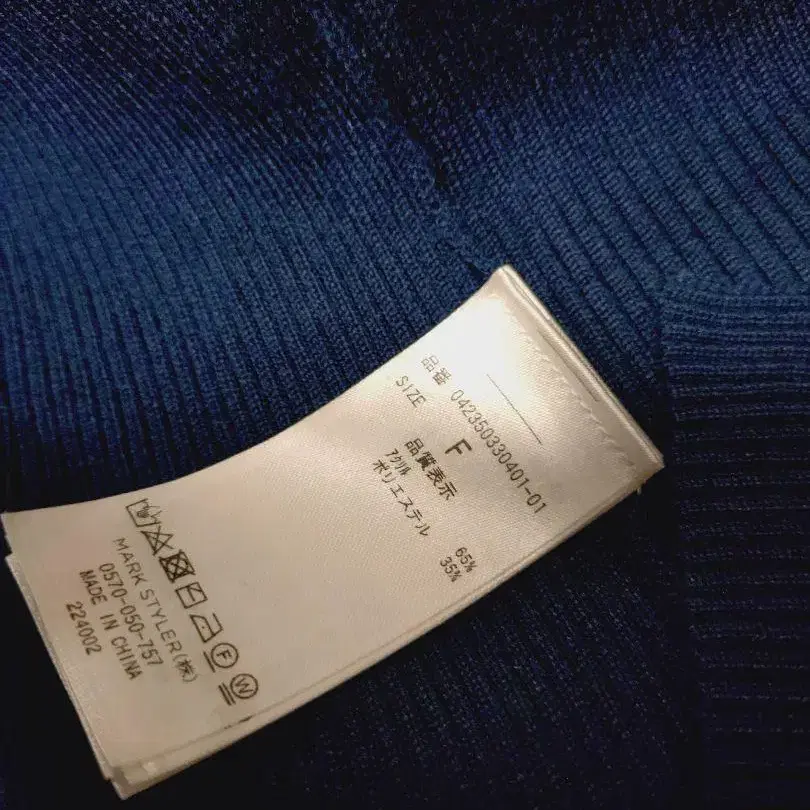 品番 042350330401-01
SIZE F
品質表示
アクリル 65%
ポリエステル 35%
MARK STYLER(株)
0570-050-757
MADE IN CHINA
224002
F
W